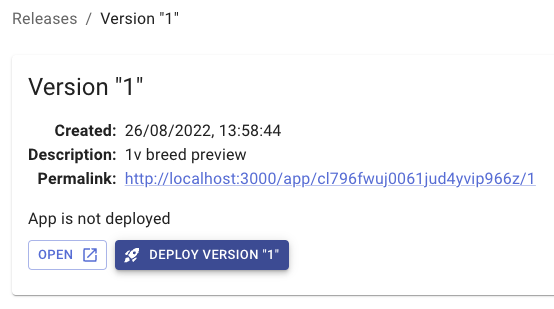 Releases / Version "1"
Version "1"
Created: 26/08/2022, 13:58:44
Description: 1v breed preview
Permalink: http://localhost:3000/app/cl796fwuj0061jud4yvip966z/1
App is not deployed
OPEN DEPLOY VERSION "1"